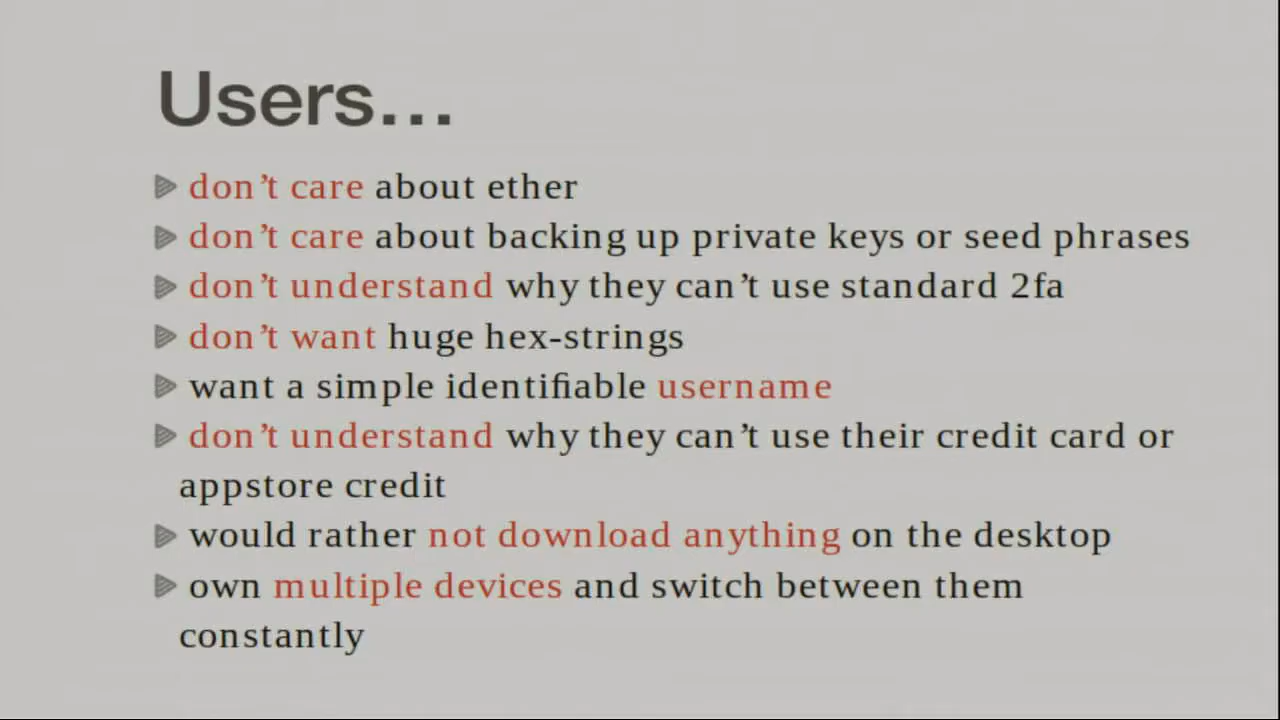 Users...
don't care about ether
don't care about backing up private keys or seed phrases
don't understand why they can't use standard 2fa
don't want huge hex-strings
want a simple identifiable username
don't understand why they can't use their credit card or
appstore credit
would rather not download anything on the desktop
own multiple devices and switch between them
constantly